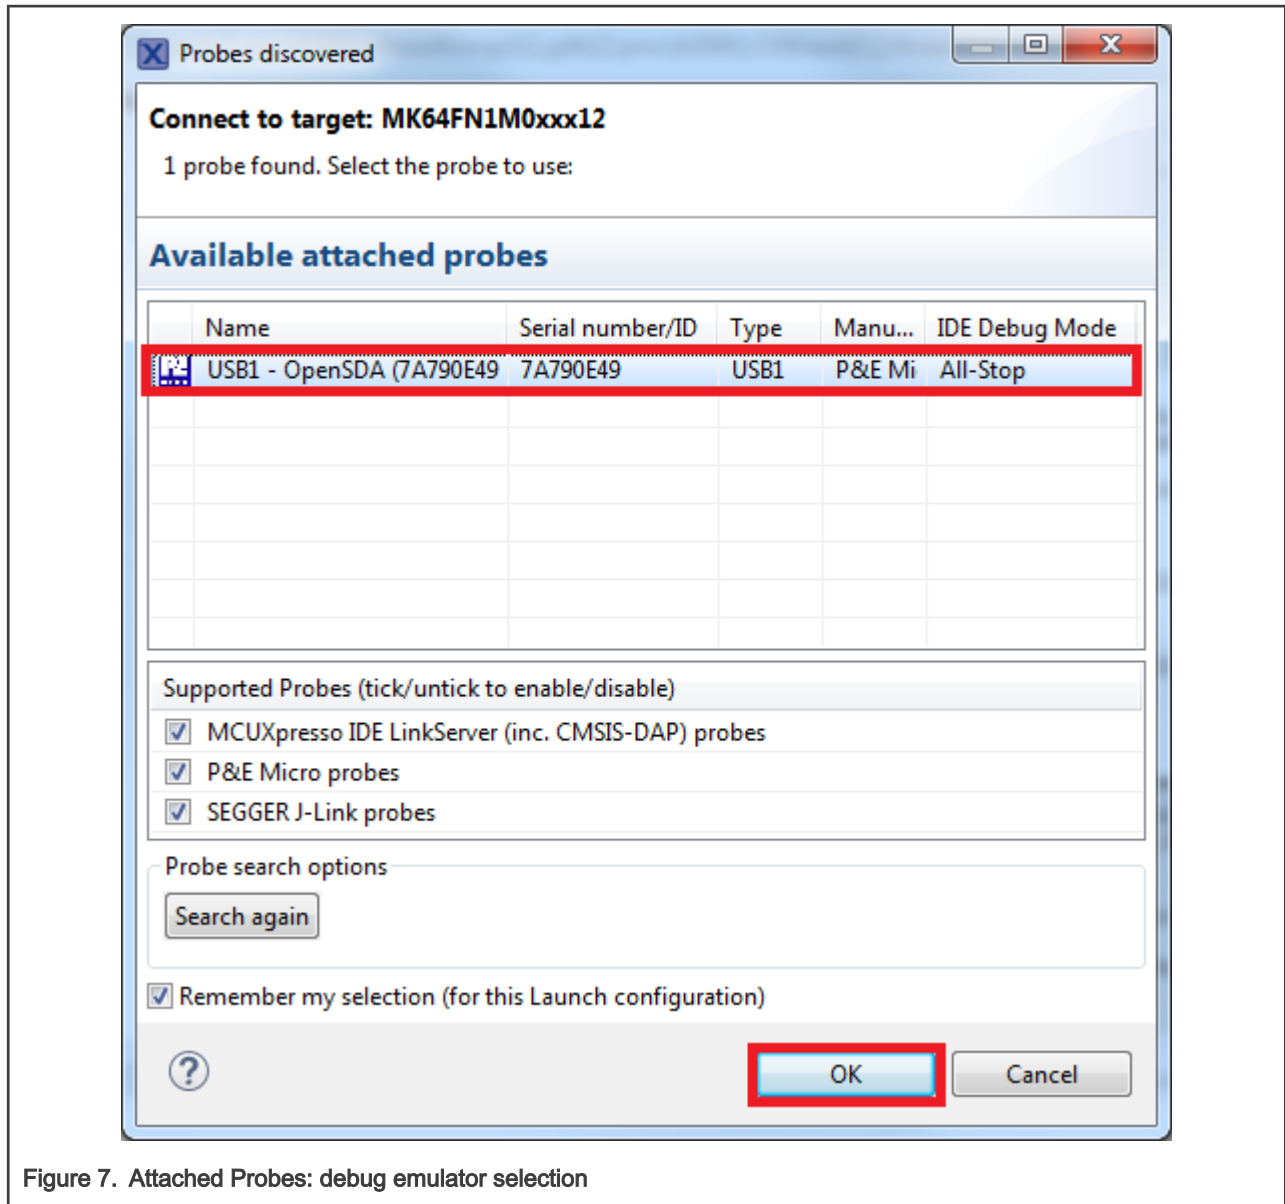 Probes discovered
Connect to target: MK64FN1M0xxx12
1 probe found. Select the probe to use:
Available attached probes
Name Serial number/ID Type Manu... IDE Debug Mode
USB1 - OpenSDA (7A790E49 7A790E49 USB1 P&E Mi All-Stop
Supported Probes (tick/untick to enable/disable)
MCUXpresso IDE LinkServer (inc. CMSIS-DAP) probes
P&E Micro probes
SEGGER J-Link probes
Probe search options
Search again
Remember my selection (for this Launch configuration)
OK Cancel
Figure 7. Attached Probes: debug emulator selection